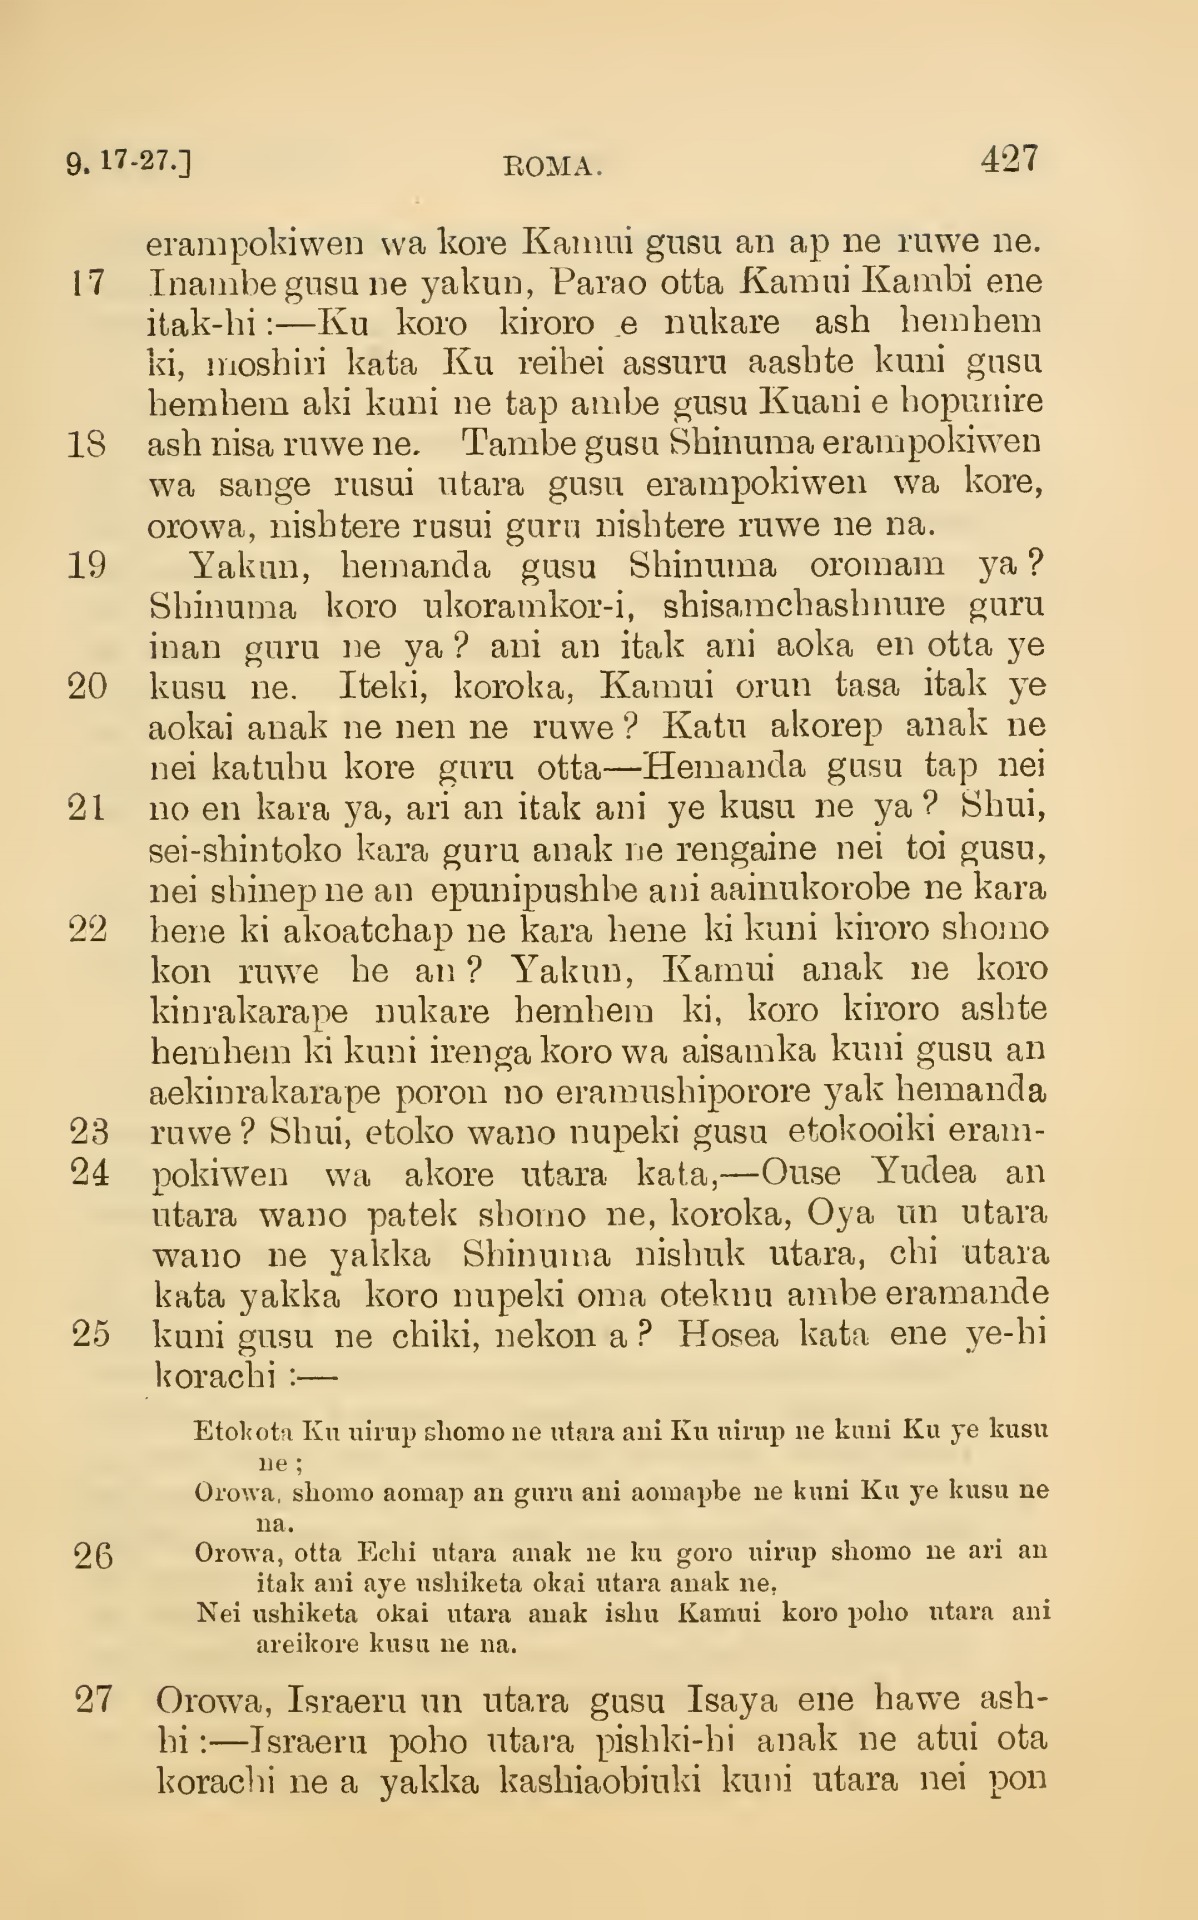 9. 17-27.] ROMA. 427
erampokiwen wa kore Kamui gusu an ap ne ruwe ne.
17 Inambe gusu ne yakun, Parao otta Kamui Kambi ene
itak-hi :—Ku koro kiroro e nukare ash hemhem
ki, moshiri kata Ku reihei assuru aashte kuni gusu
hemhem aki kuni ne tap ambe gusu Kuani e hopunire
18 ash nisa ruwe ne. Tambe gusu Shinuma erampokiwen
wa sange rusui utara gusu erampokiwen wa kore,
orowa, nishtere rusui guru nishtere ruwe ne na.
19 Yakun, hemanda gusu Shinuma oromam ya ?
Shinuma koro ukoramkor-i, shisamchashnure guru
inan guru ne ya ? ani an itak ani aoka en otta ye
20 kusu ne. Iteki, koroka, Kamui orun tasa itak ye
aokai anak ne nen ne ruwe ? Katu akorep anak ne
nei katuhu kore guru otta—Hemanda gusu tap nei
21 no en kara ya, ari an itak ani ye kusu ne ya ? Shui,
sei-shintoko kara guru anak ne rengaine nei toi gusu,
nei shinep ne an epunipushbe ani aainukorobe ne kara
22 hene ki akoatchap ne kara hene ki kuni kiroro shomo
kon ruwe he an ? Yakun, Kamui anak ne koro
kinrakarape nukare hemhem ki, koro kiroro ashte
hemhem ki kuni irenga koro wa aisamka kuni gusu an
aekinrakarape poron no eramushiporore yak hemanda
23 ruwe ? Shui, etoko wano nupeki gusu etokooiki eram-
24 pokiwen wa akore utara kata,—Ouse Yudea an
utara wano patek shomo ne, koroka, Oya un utara
wano ne yakka Shinuma nishuk utara, chi utara
kata yakka koro nupeki oma oteknu ambe eramande
25 kuni gusu ne chiki, nekon a ? Hosea kata ene ye-hi
korachi :—
Etokota Ku uirup shomo ne utara ani Ku uirup ne kuni Ku ye kusu
ne ;
Orowa, shomo aomap an guru ani aomapbe ne kuni Ku ye kusu ne
na.
26 Orowa, otta Echi utara anak ne ku goro uirup shomo ne ari an
itak ani aye ushiketa okai utara anak ne,
Nei ushiketa okai utara anak ishu Kamui koro poho utara ani
areikore kusu ne na.
27 Orowa, Israeru un utara gusu Isaya ene hawe ash-
hi :—Israeru poho utara pishki-hi anak ne atui ota
korachi ne a yakka kashiaobiuki kuni utara nei pon